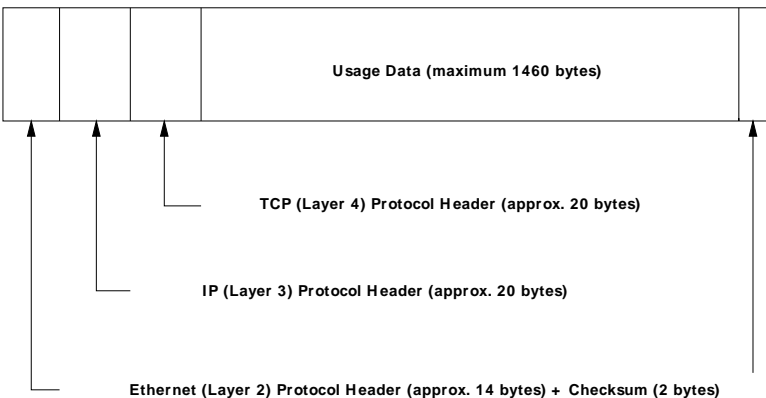 Usage Data (maximum 1460 bytes)
TCP (Layer 4) Protocol Header (approx. 20 bytes)
IP (Layer 3) Protocol Header (approx. 20 bytes)
Ethernet (Layer 2) Protocol Header (approx. 14 bytes) + Checksum (2 bytes)